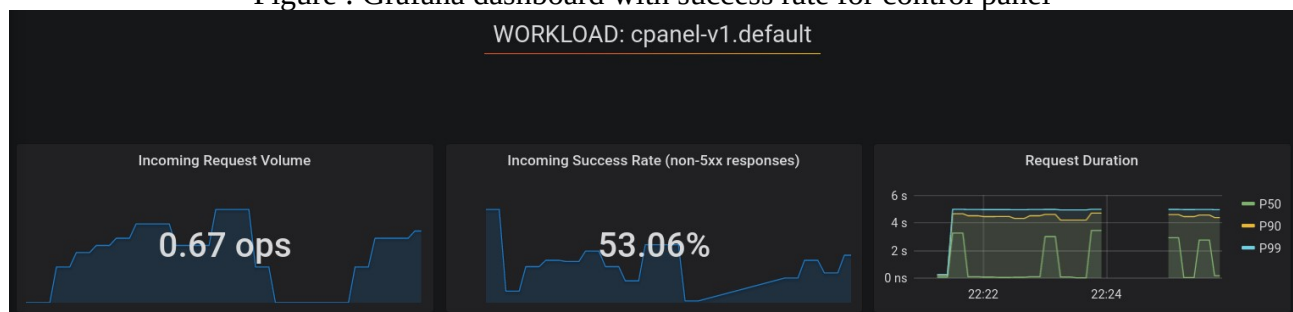 Figure : Grafana dashboard with success rate for control panel
WORKLOAD: cpanel-v1.default
Incoming Request Volume
0.67 ops
Incoming Success Rate (non-5xx responses)
53.06%
Request Duration
6 s
4 s
2 s
0 ns
22:22
22:24
P50
P90
P99